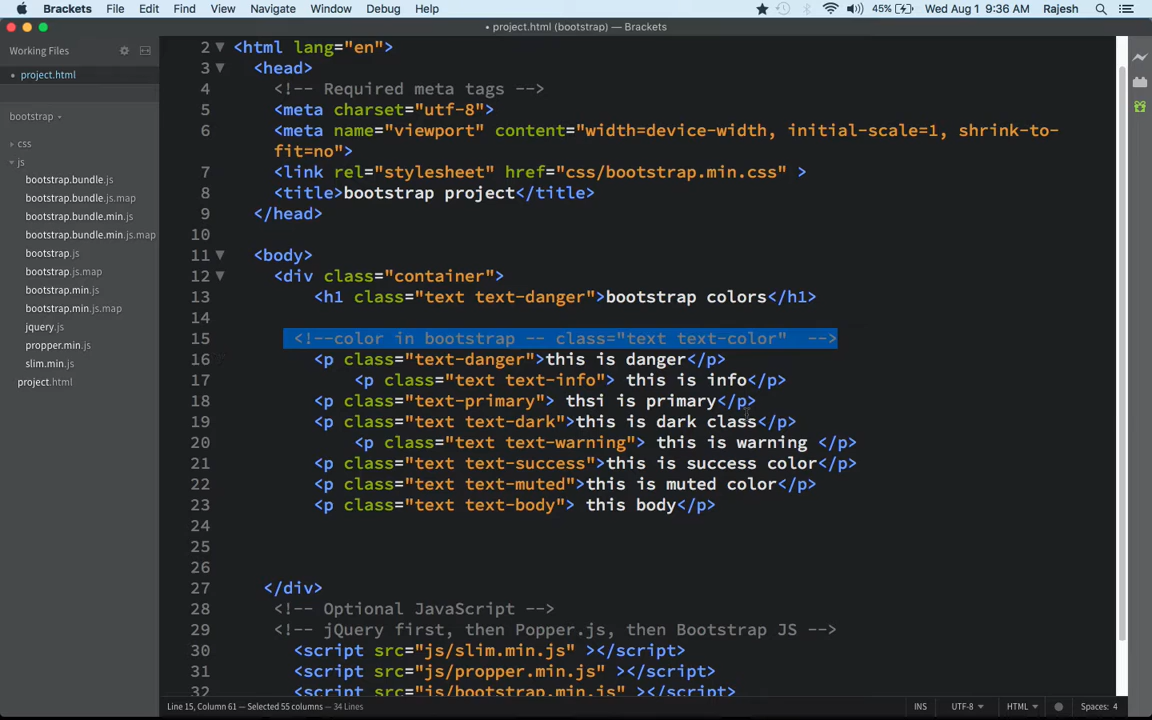 Brackets File Edit Find View Navigate Window Debug Help 45% Wed Aug 1 9:36 AM Rajesh
• project.html (bootstrap) — Brackets
Working Files
• project.html
bootstrap
css
js
bootstrap.bundle.js
bootstrap.bundle.js.map
bootstrap.bundle.min.js
bootstrap.bundle.min.js.map
bootstrap.js
bootstrap.js.map
bootstrap.min.js
bootstrap.min.js.map
jquery.js
propper.min.js
slim.min.js
project.html
2 <html lang="en">
3 <head>
4 <!-- Required meta tags -->
5 <meta charset="utf-8">
6 <meta name="viewport" content="width=device-width, initial-scale=1, shrink-to-
fit=no">
7 <link rel="stylesheet" href="css/bootstrap.min.css" >
8 <title>bootstrap project</title>
9 </head>
10
11 <body>
12 <div class="container">
13 <h1 class="text text-danger">bootstrap colors</h1>
14
15 <!--color in bootstrap -- class="text text-color"  -->
16 <p class="text-danger">this is danger</p>
17 <p class="text text-info"> this is info</p>
18 <p class="text-primary"> thsi is primary</p>
19 <p class="text text-dark">this is dark class</p>
20 <p class="text text-warning"> this is warning </p>
21 <p class="text text-success">this is success color</p>
22 <p class="text text-muted">this is muted color</p>
23 <p class="text text-body"> this body</p>
24
25
26
27 </div>
28 <!-- Optional JavaScript -->
29 <!-- jQuery first, then Popper.js, then Bootstrap JS -->
30 <script src="js/slim.min.js" ></script>
31 <script src="js/propper.min.js" ></script>
32 <script src="js/bootstrap.min.js" ></script>
Line 15, Column 61 — Selected 55 columns — 34 Lines
INS UTF-8 HTML Spaces: 4